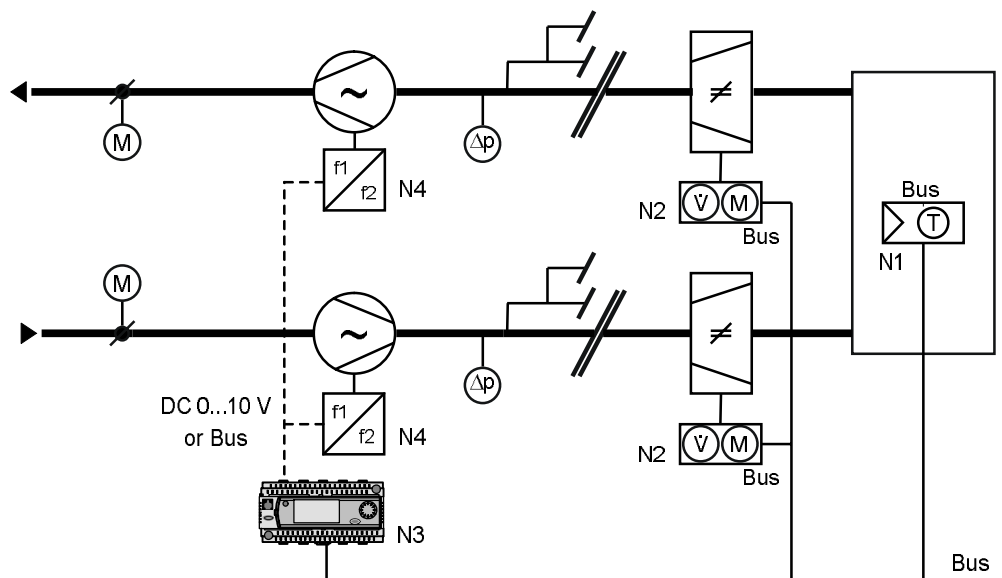 M
~
Δp
f1
f2
N4
≠
V̇
M
N2
Bus
Bus
T
N1
M
~
Δp
f1
f2
N4
DC 0...10 V
or Bus
≠
V̇
M
N2
Bus
N3
Bus